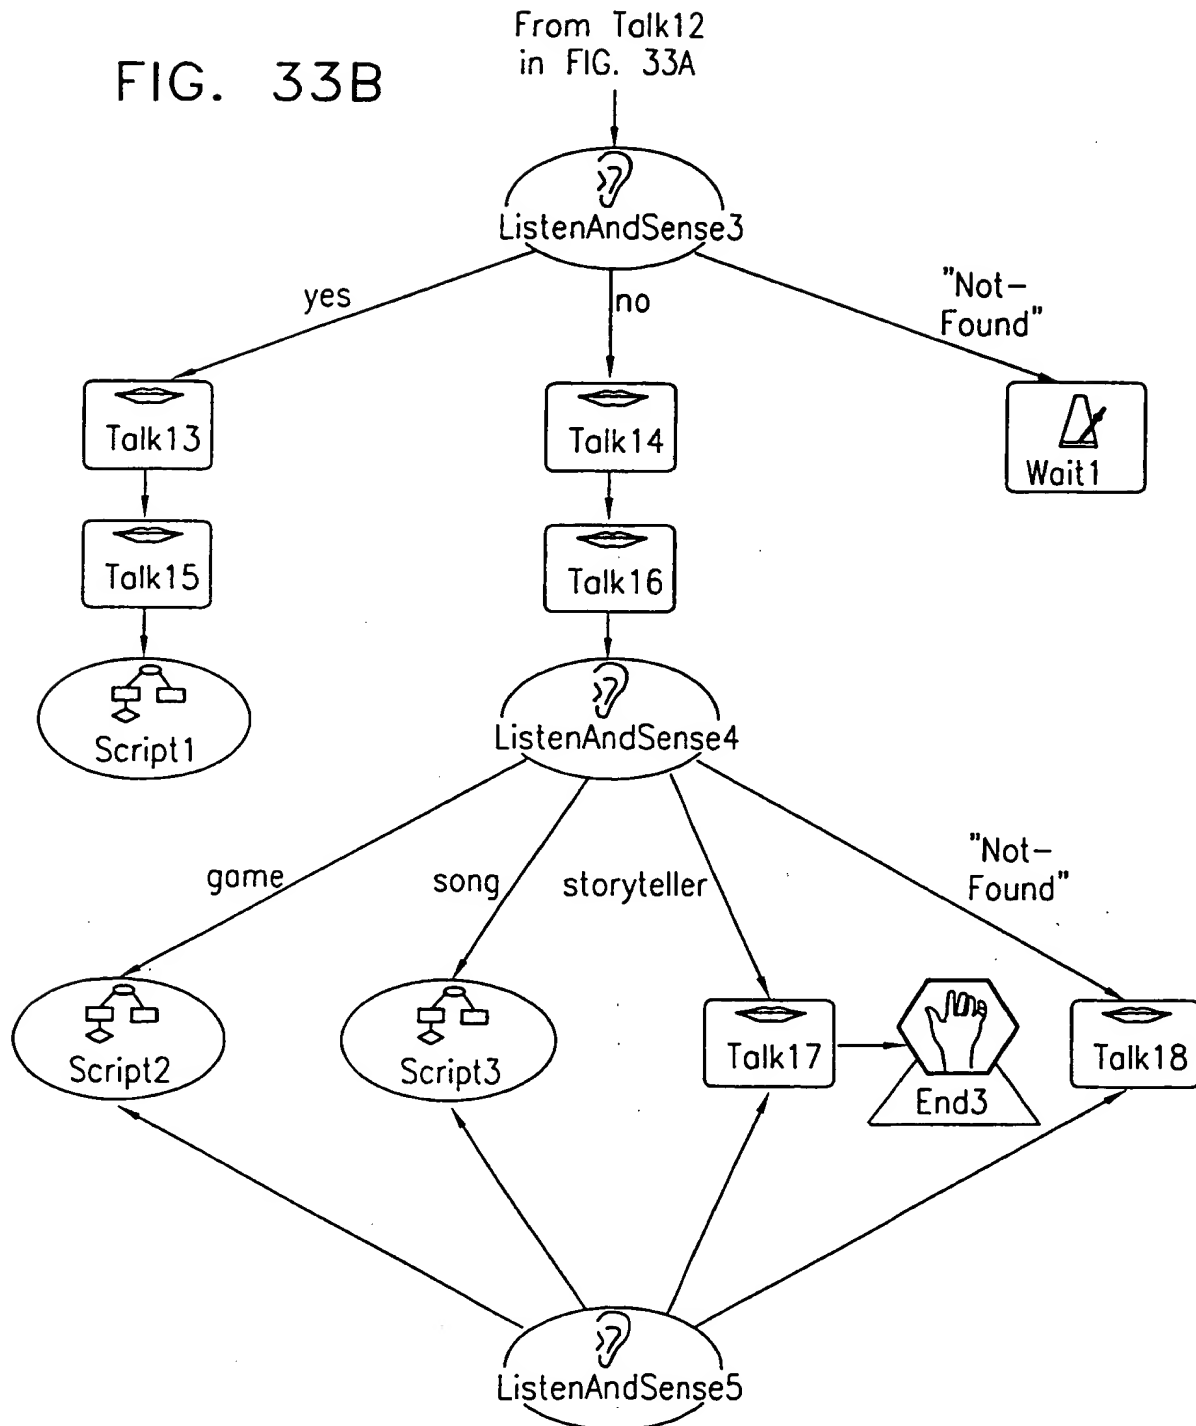 From Talk12
in FIG. 33A
FIG. 33B
ListenAndSense3
yes
no
"Not-
Found"
Talk13
Talk14
Wait1
Talk15
Talk16
Script1
ListenAndSense4
game
song
storyteller
"Not-
Found"
Script2
Script3
Talk17
End3
Talk18
ListenAndSense5